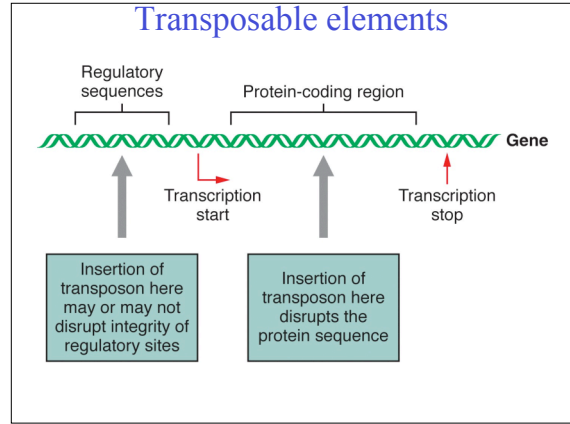 Transposable elements
Regulatory
sequences
Protein-coding region
Gene
Transcription
start
Transcription
stop
Insertion of
transposon here
may or may not
disrupt integrity of
regulatory sites
Insertion of
transposon here
disrupts the
protein sequence